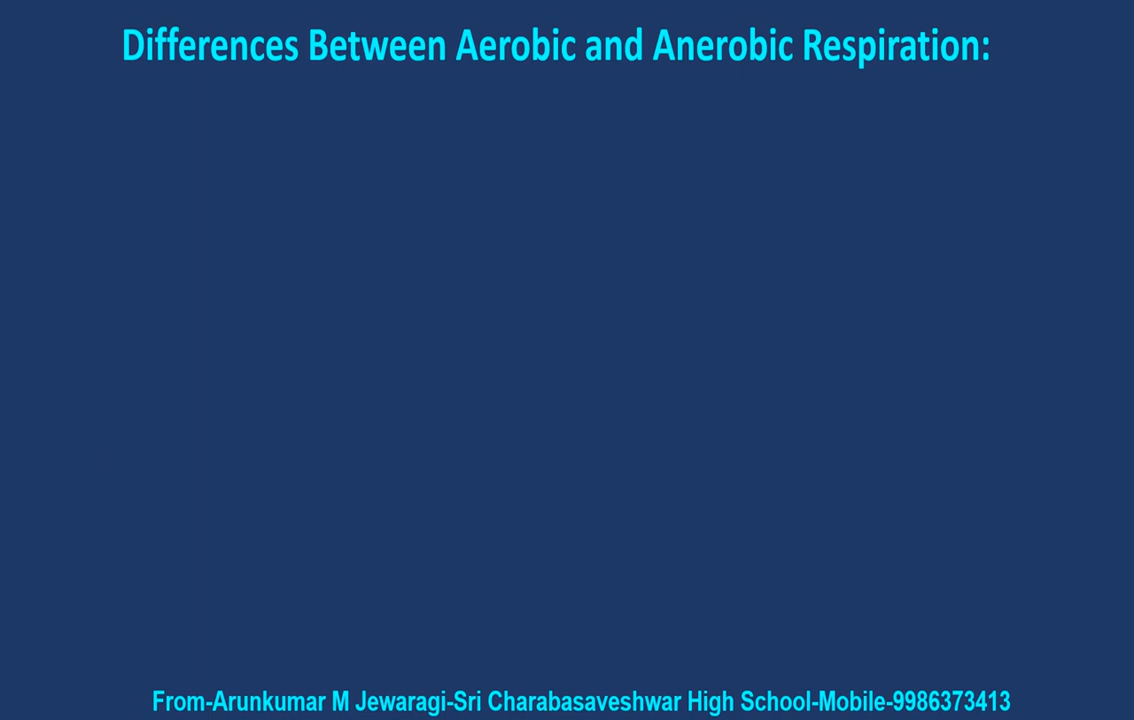 Differences Between Aerobic and Anerobic Respiration:
From-Arunkumar M Jewaragi-Sri Charabasaveshwar High School-Mobile-9986373413